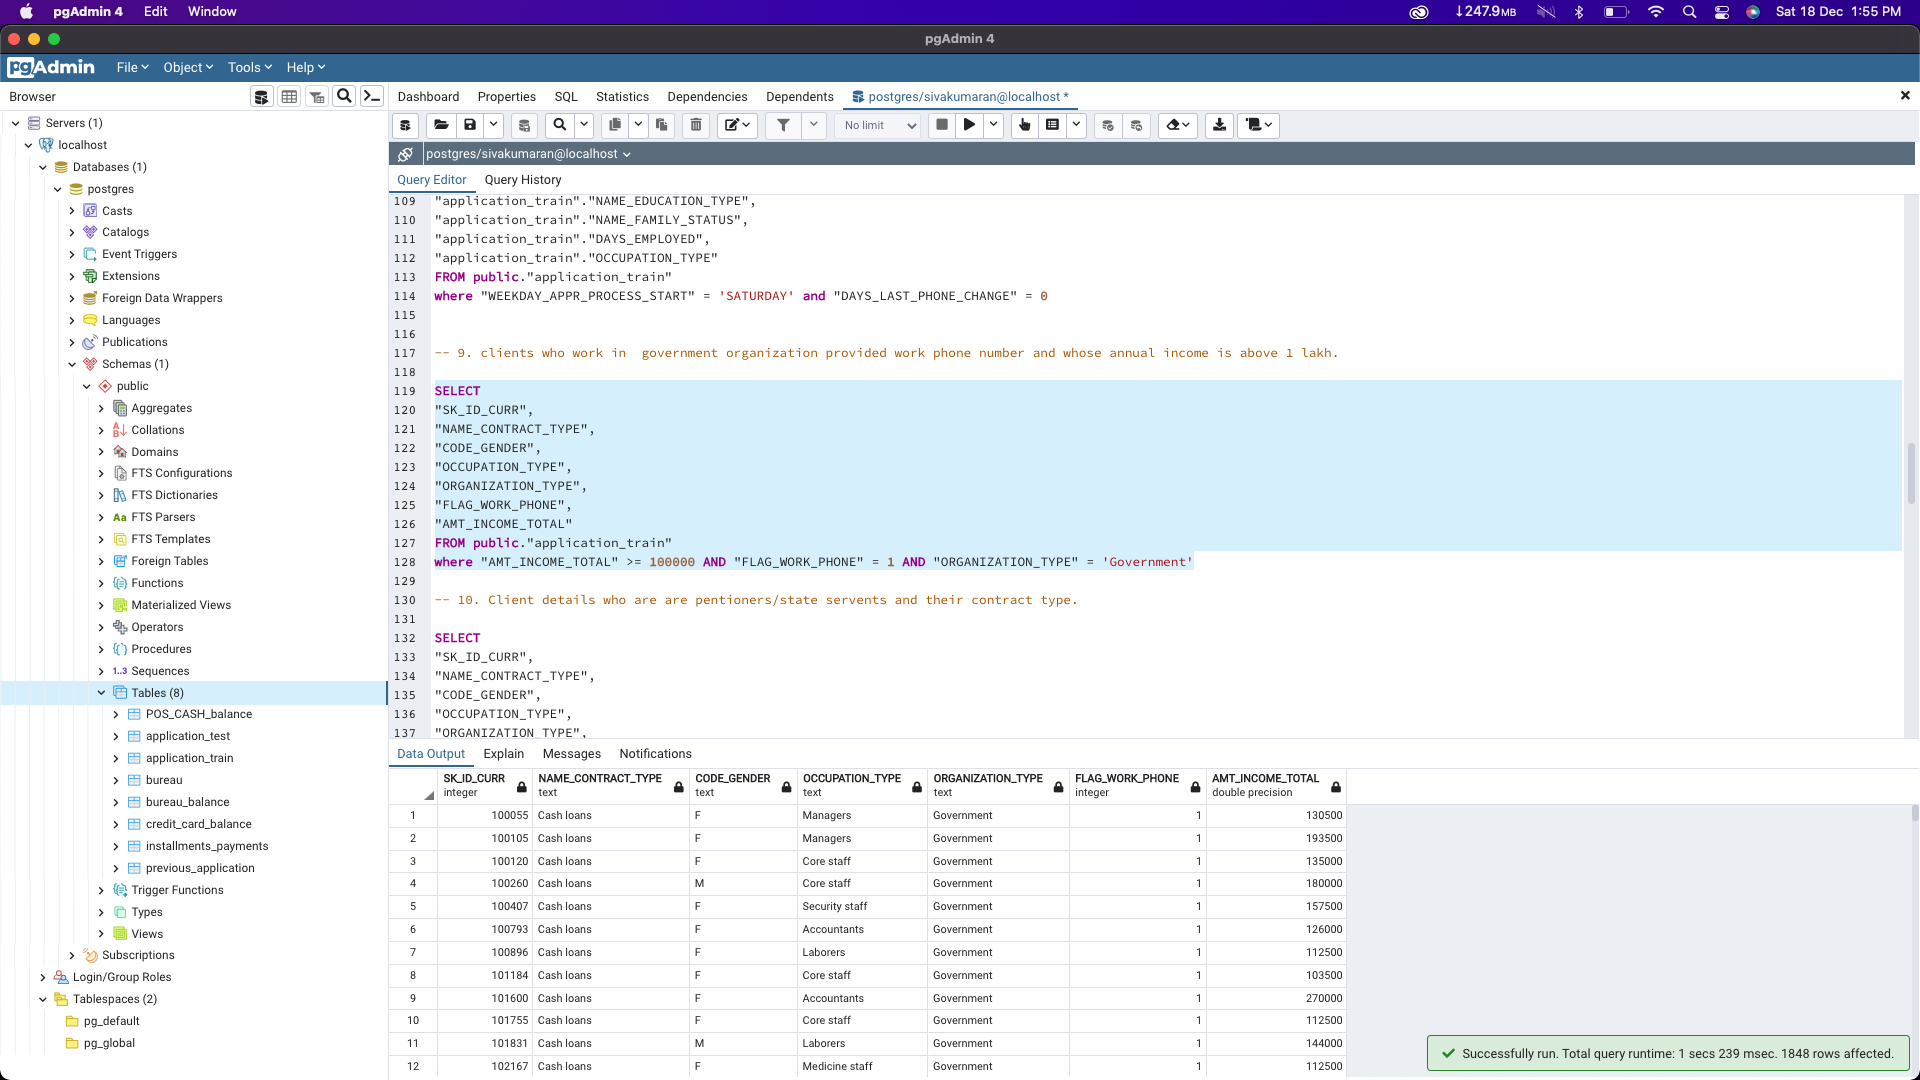 pgAdmin 4 Edit Window ↓247.9MB Sat 18 Dec 1:55 PM
pgAdmin 4
pgAdmin File Object Tools Help
Browser
Dashboard Properties SQL Statistics Dependencies Dependents postgres/sivakumaran@localhost *
No limit
postgres/sivakumaran@localhost
Query Editor Query History
Servers (1)
localhost
Databases (1)
postgres
Casts
Catalogs
Event Triggers
Extensions
Foreign Data Wrappers
Languages
Publications
Schemas (1)
public
Aggregates
Collations
Domains
FTS Configurations
FTS Dictionaries
Aa FTS Parsers
FTS Templates
Foreign Tables
Functions
Materialized Views
Operators
Procedures
1..3 Sequences
Tables (8)
POS_CASH_balance
application_test
application_train
bureau
bureau_balance
credit_card_balance
installments_payments
previous_application
Trigger Functions
Types
Views
Subscriptions
Login/Group Roles
Tablespaces (2)
pg_default
pg_global
109 "application_train"."NAME_EDUCATION_TYPE",
110 "application_train"."NAME_FAMILY_STATUS",
111 "application_train"."DAYS_EMPLOYED",
112 "application_train"."OCCUPATION_TYPE"
113 FROM public."application_train"
114 where "WEEKDAY_APPR_PROCESS_START" = 'SATURDAY' and "DAYS_LAST_PHONE_CHANGE" = 0
115
116
117 -- 9. clients who work in  government organization provided work phone number and whose annual income is above 1 lakh.
118
119 SELECT
120 "SK_ID_CURR",
121 "NAME_CONTRACT_TYPE",
122 "CODE_GENDER",
123 "OCCUPATION_TYPE",
124 "ORGANIZATION_TYPE",
125 "FLAG_WORK_PHONE",
126 "AMT_INCOME_TOTAL"
127 FROM public."application_train"
128 where "AMT_INCOME_TOTAL" >= 100000 AND "FLAG_WORK_PHONE" = 1 AND "ORGANIZATION_TYPE" = 'Government'
129
130 -- 10. Client details who are are pentioners/state servents and their contract type.
131
132 SELECT
133 "SK_ID_CURR",
134 "NAME_CONTRACT_TYPE",
135 "CODE_GENDER",
136 "OCCUPATION_TYPE",
137 "ORGANIZATION_TYPE",
Data Output Explain Messages Notifications
SK_ID_CURR NAME_CONTRACT_TYPE CODE_GENDER OCCUPATION_TYPE ORGANIZATION_TYPE FLAG_WORK_PHONE AMT_INCOME_TOTAL
integer text text text text integer double precision
1 100055 Cash loans F Managers Government 1 130500
2 100105 Cash loans F Managers Government 1 193500
3 100120 Cash loans F Core staff Government 1 135000
4 100260 Cash loans M Core staff Government 1 180000
5 100407 Cash loans F Security staff Government 1 157500
6 100793 Cash loans F Accountants Government 1 126000
7 100896 Cash loans F Laborers Government 1 112500
8 101184 Cash loans F Core staff Government 1 103500
9 101600 Cash loans F Accountants Government 1 270000
10 101755 Cash loans F Core staff Government 1 112500
11 101831 Cash loans M Laborers Government 1 144000
12 102167 Cash loans F Medicine staff Government 1 112500
Successfully run. Total query runtime: 1 secs 239 msec. 1848 rows affected.